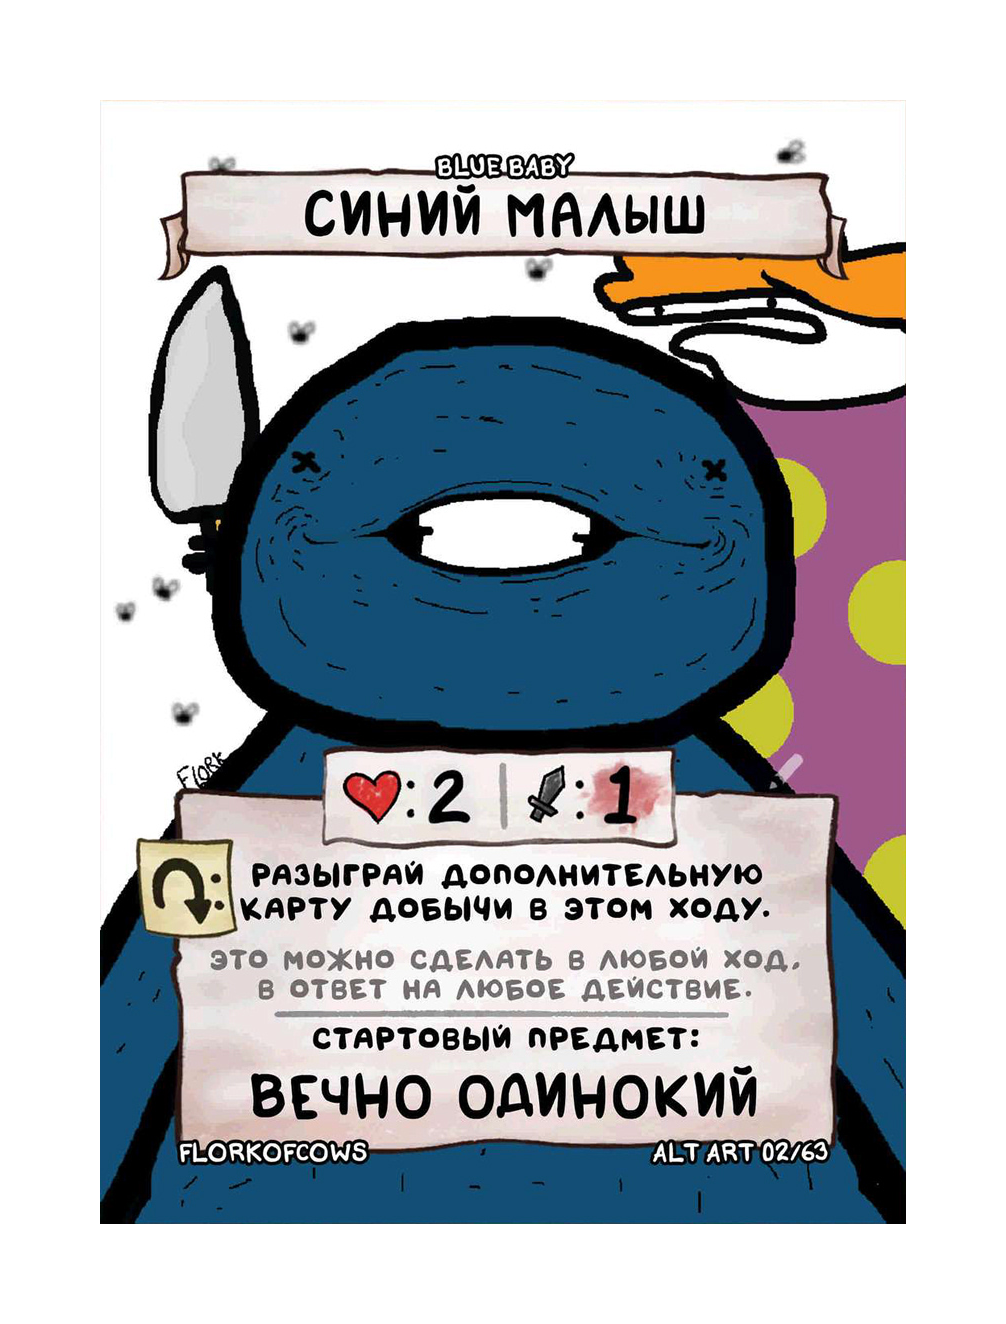 BLUE BABY
СИНИЙ МАЛЫШ
FLORK
:2 :1
РАЗЫГРАЙ ДОПОЛНИТЕЛЬНУЮ
КАРТУ ДОБЫЧИ В ЭТОМ ХОДУ.
ЭТО МОЖНО СДЕЛАТЬ В ЛЮБОЙ ХОД,
В ОТВЕТ НА ЛЮБОЕ ДЕЙСТВИЕ.
СТАРТОВЫЙ ПРЕДМЕТ:
ВЕЧНО ОДИНОКИЙ
FLORKOFCOWS ALT ART 02/63